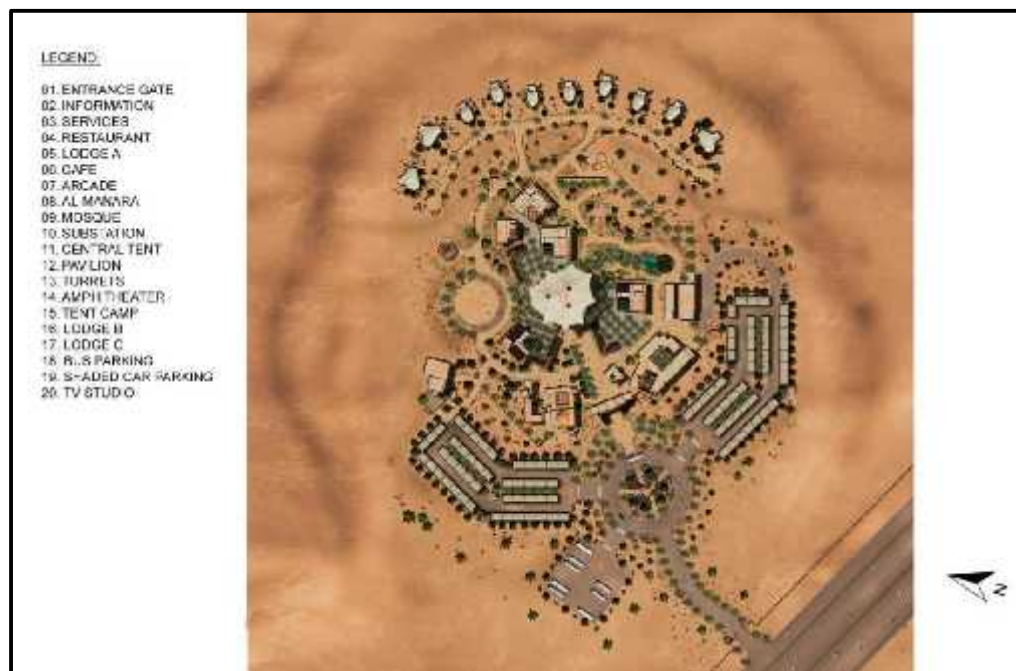 LEGEND:
01. ENTRANCE GATE
02. INFORMATION
03. SERVICES
04. RESTAURANT
05. LODGE A
06. CAFE
07. ARCADE
08. AL MANARA
09. MOSQUE
10. SUBSTATION
11. CENTRAL TENT
12. PAVILION
13. TURRETS
14. AMPHITHEATER
15. TENT CAMP
16. LODGE B
17. LODGE C
18. BUS PARKING
19. SHADED CAR PARKING
20. TV STUDIO
N